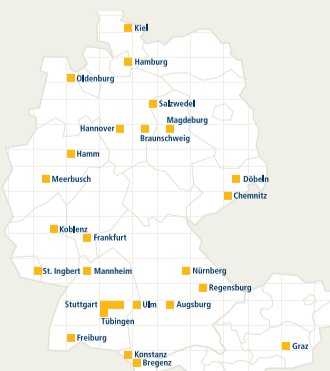 Kiel
Hamburg
Oldenburg
Salzwedel
Magdeburg
Hannover
Braunschweig
Hamm
Meerbusch
Döbeln
Chemnitz
Koblenz
Frankfurt
St. Ingbert
Mannheim
Nürnberg
Regensburg
Stuttgart
Ulm
Augsburg
Tübingen
Freiburg
Graz
Konstanz
Bregenz